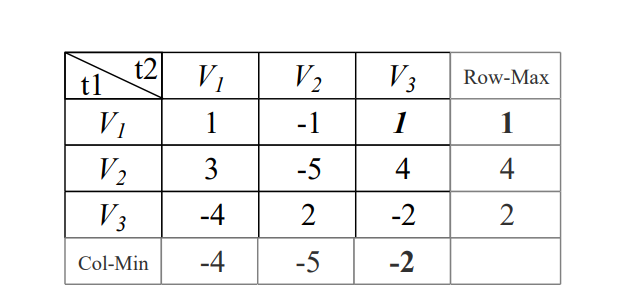 t1 t2 V1 V2 V3 Row-Max
V1 1 -1 1 1
V2 3 -5 4 4
V3 -4 2 -2 2
Col-Min -4 -5 -2